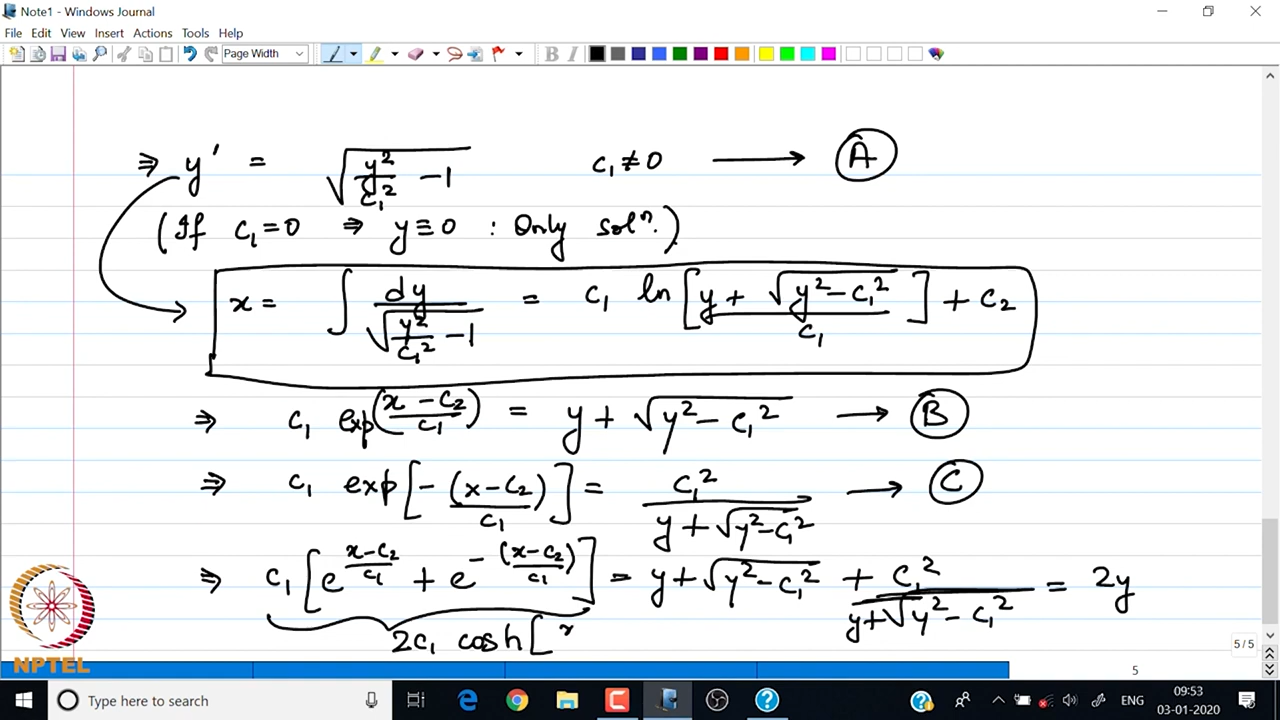 Note1 - Windows Journal
File Edit View Insert Actions Tools Help
Page Width
⇒ y' = √(y²/c₁² - 1) c₁ ≠ 0 ⟶ Ⓐ
(If c₁ = 0 ⇒ y ≡ 0 : Only solⁿ.)
x = ∫ dy/√(y²/c₁² - 1) = c₁ ln [(y + √(y² - c₁²))/c₁] + c₂
⇒ c₁ exp((x - c₂)/c₁) = y + √(y² - c₁²) ⟶ Ⓑ
⇒ c₁ exp[-(x - c₂)/c₁] = c₁²/(y + √(y² - c₁²)) ⟶ Ⓒ
⇒ c₁ [e^((x-c₂)/c₁) + e^(-((x-c₂)/c₁))] = y + √(y² - c₁²) + c₁²/(y + √(y² - c₁²)) = 2y
2c₁ cosh [x
NPTEL
5/5
5
Type here to search
ENG
09:53
03-01-2020